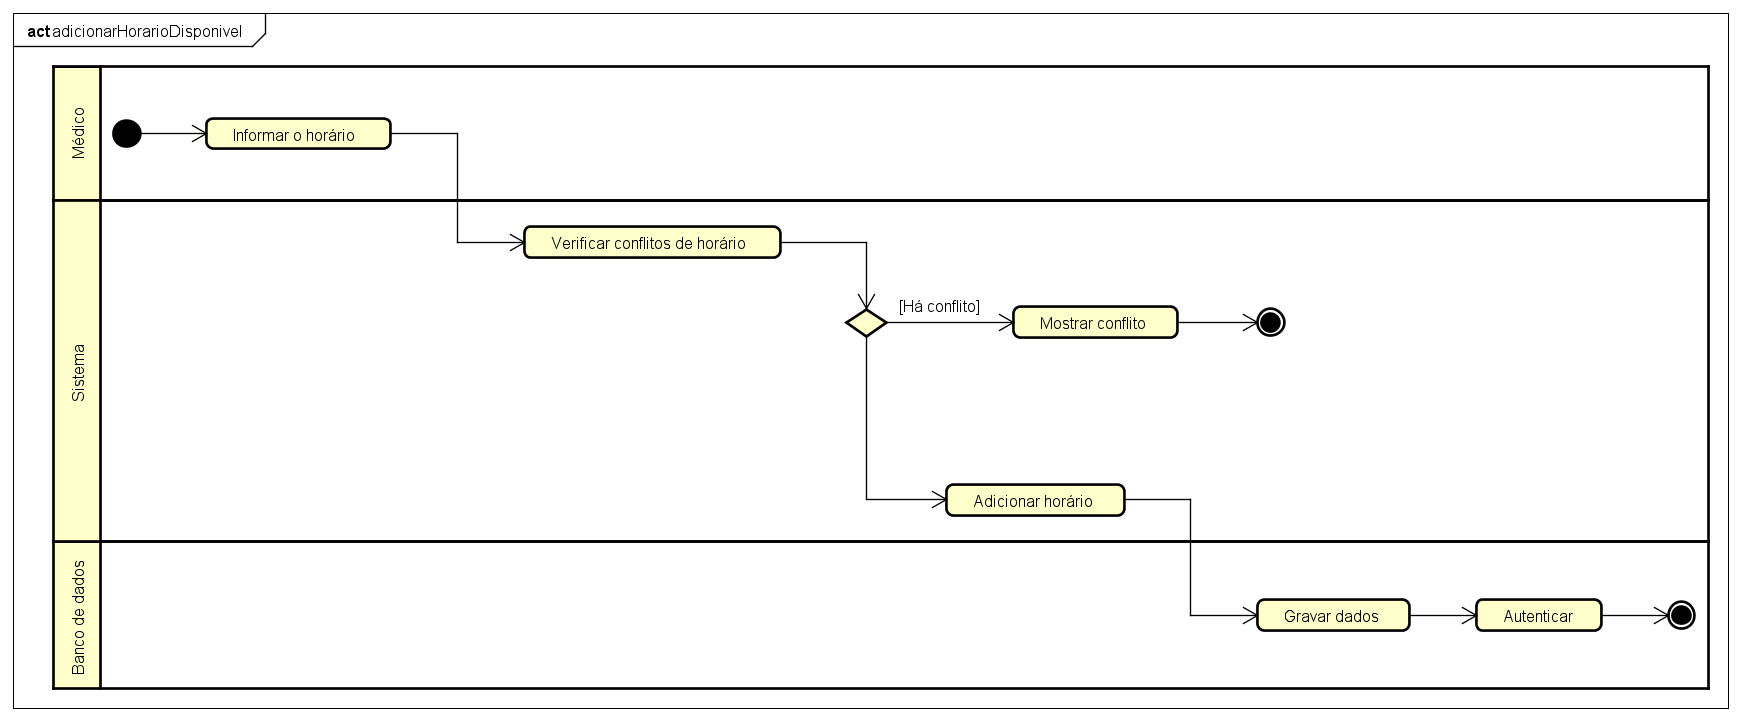 act adicionarHorarioDisponivel
Médico
Informar o horário
Sistema
Verificar conflitos de horário
[Há conflito]
Mostrar conflito
Adicionar horário
Banco de dados
Gravar dados
Autenticar